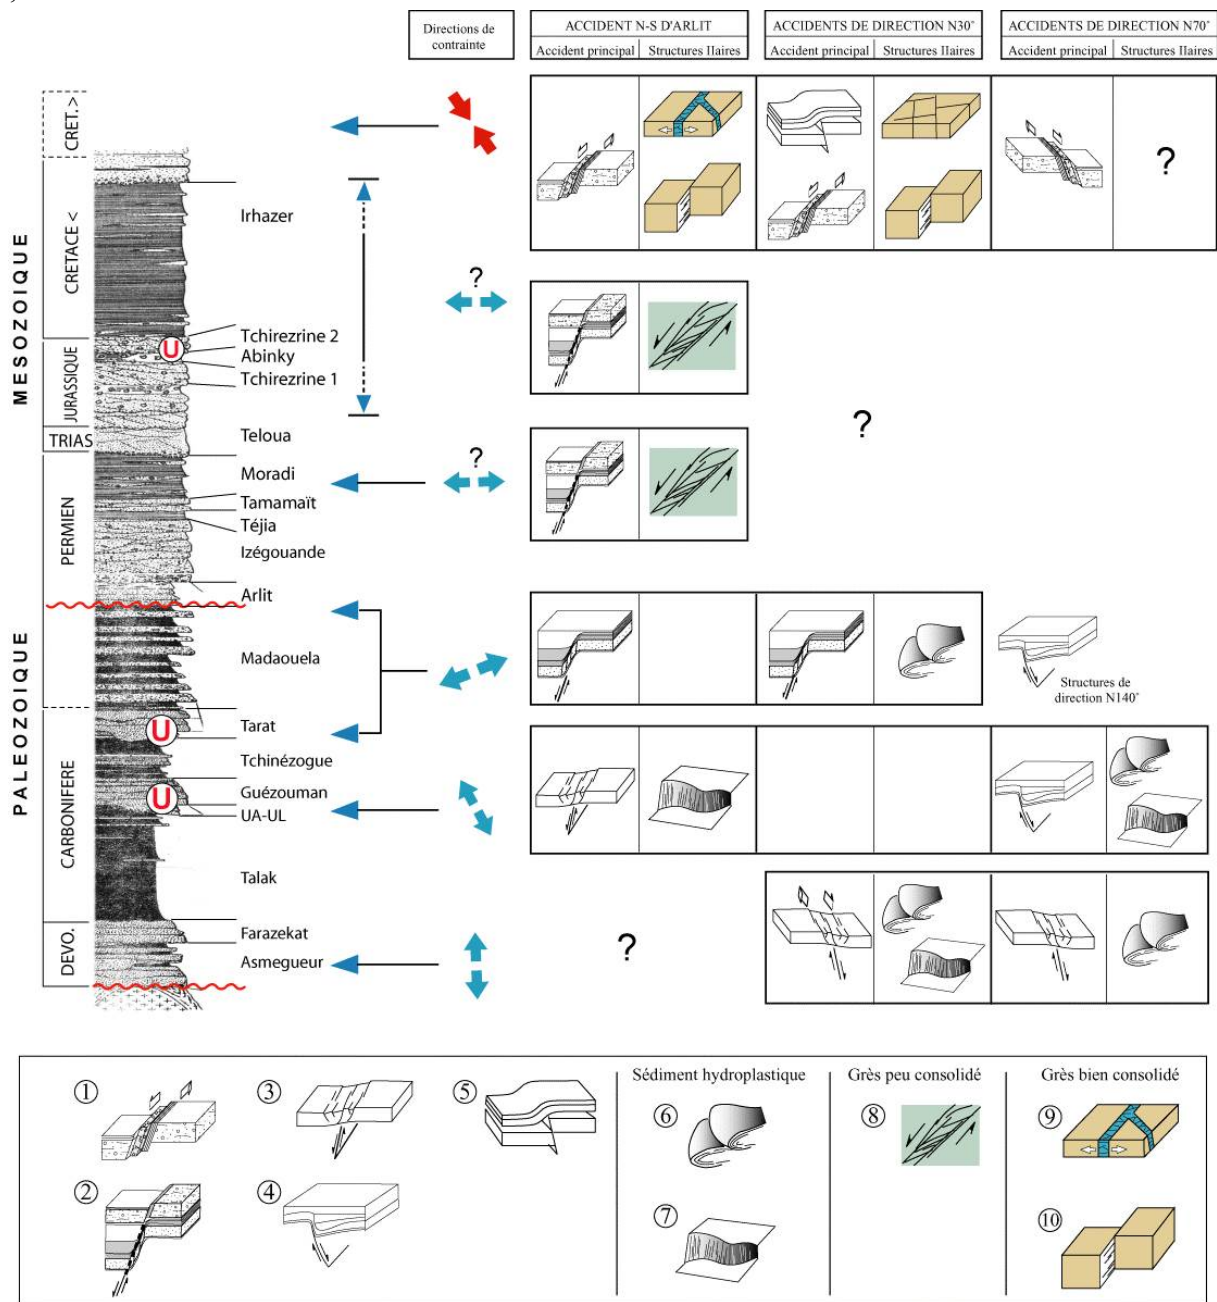 Directions de
contrainte
ACCIDENT N-S D'ARLIT
Accident principal
Structures IIaires
ACCIDENTS DE DIRECTION N30°
Accident principal
Structures IIaires
ACCIDENTS DE DIRECTION N70°
Accident principal
Structures IIaires
MESOZOIQUE
PALEOZOIQUE
CRET. >
CRETACE <
JURASSIQUE
TRIAS
PERMIEN
CARBONIFERE
DEVO.
Irhazer
Tchirezrine 2
U
Abinky
Tchirezrine 1
Teloua
Moradi
Tamamaït
Téjia
Izégouande
Arlit
Madaouela
Tarat
U
Tchinézogue
Guézouman
U
UA-UL
Talak
Farazekat
Asmegueur
?
?
?
?
?
Structures de
direction N140°
①
②
③
④
⑤
Sédiment hydroplastique
⑥
⑦
Grès peu consolidé
⑧
Grès bien consolidé
⑨
⑩